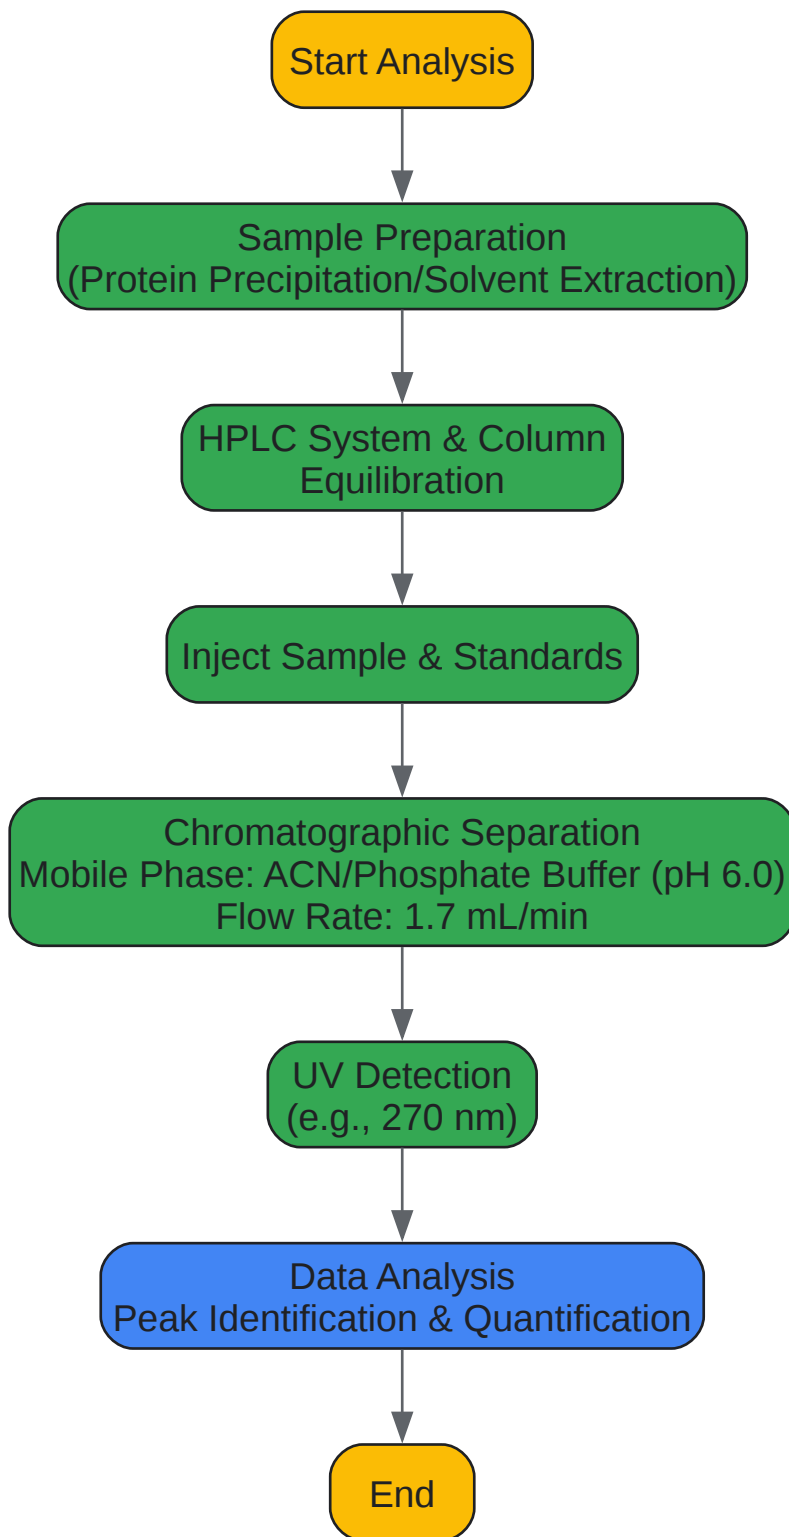 Start Analysis
Sample Preparation
(Protein Precipitation/Solvent Extraction)
HPLC System & Column
Equilibration
Inject Sample & Standards
Chromatographic Separation
Mobile Phase: ACN/Phosphate Buffer (pH 6.0)
Flow Rate: 1.7 mL/min
UV Detection
(e.g., 270 nm)
Data Analysis
Peak Identification & Quantification
End